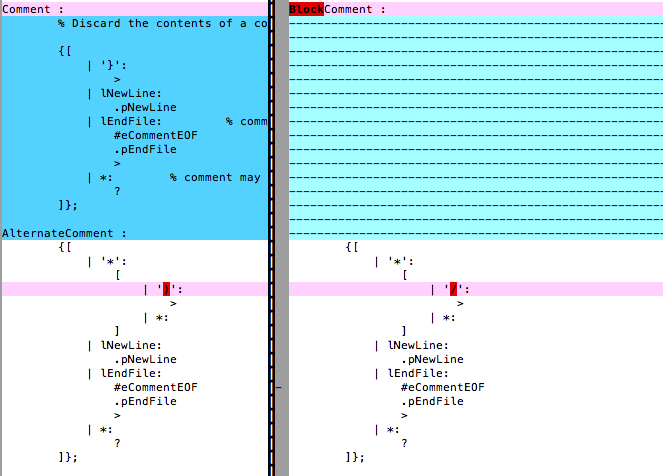 Comment :
% Discard the contents of a co
{[
| '}':
>
| lNewLine:
.pNewLine
| lEndFile: % comm
#eCommentEOF
.pEndFile
>
| *: % comment may
?
]};
AlternateComment :
{[
| '*':
[
| ')':
>
| *:
]
| lNewLine:
.pNewLine
| lEndFile:
#eCommentEOF
.pEndFile
>
| *:
?
]};
BlockComment :
{[
| '*':
[
| '/':
>
| *:
]
| lNewLine:
.pNewLine
| lEndFile:
#eCommentEOF
.pEndFile
>
| *:
?
]};